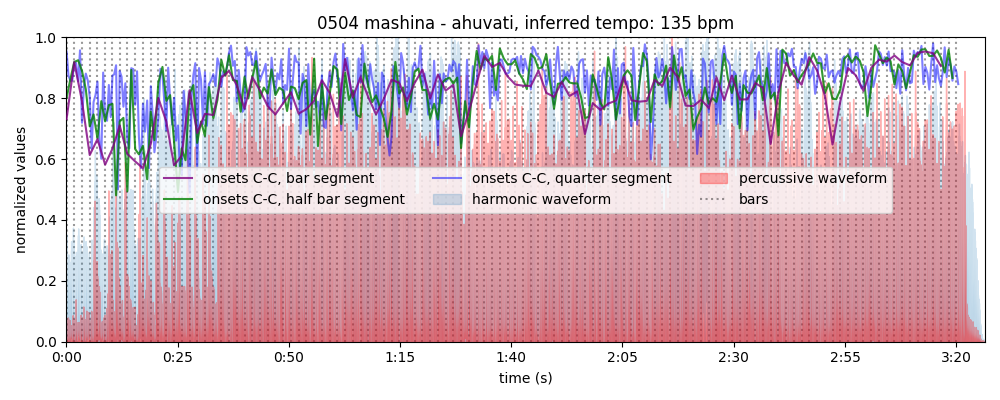 0504 mashina - ahuvati, inferred tempo: 135 bpm
normalized values
1.0
0.8
0.6
0.4
0.2
0.0
onsets C-C, bar segment
onsets C-C, half bar segment
onsets C-C, quarter segment
harmonic waveform
percussive waveform
bars
0:00 0:25 0:50 1:15 1:40 2:05 2:30 2:55 3:20
time (s)